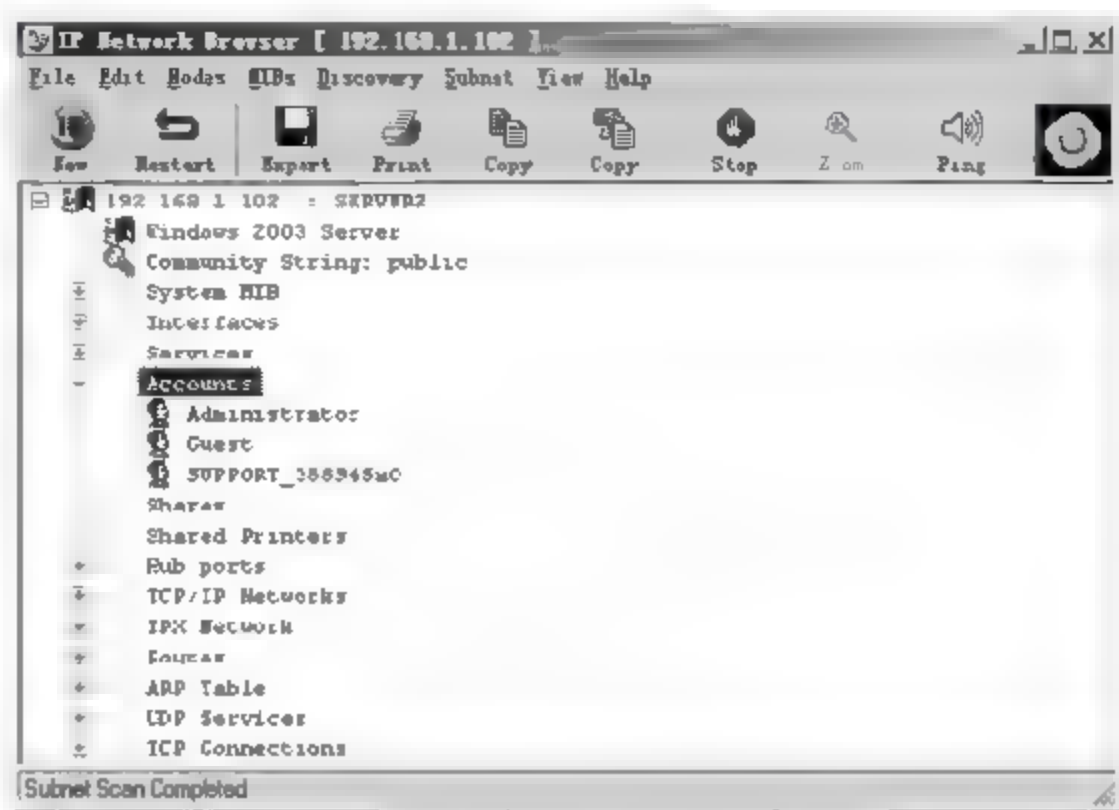 IP Network Browser [ 192.168.1.102 ]
File Edit Nodes MIBs Discovery Subnet View Help
New Restart Export Print Copy Copy Stop Zoom Ping
192 168 1 102 : SERVER2
Windows 2003 Server
Community String: public
System MIB
Interfaces
Services
Accounts
Administrator
Guest
SUPPORT_388945a0
Shares
Shared Printers
Hub ports
TCP/IP Networks
IPX Network
Routes
ARP Table
UDP Services
TCP Connections
Subnet Scan Completed